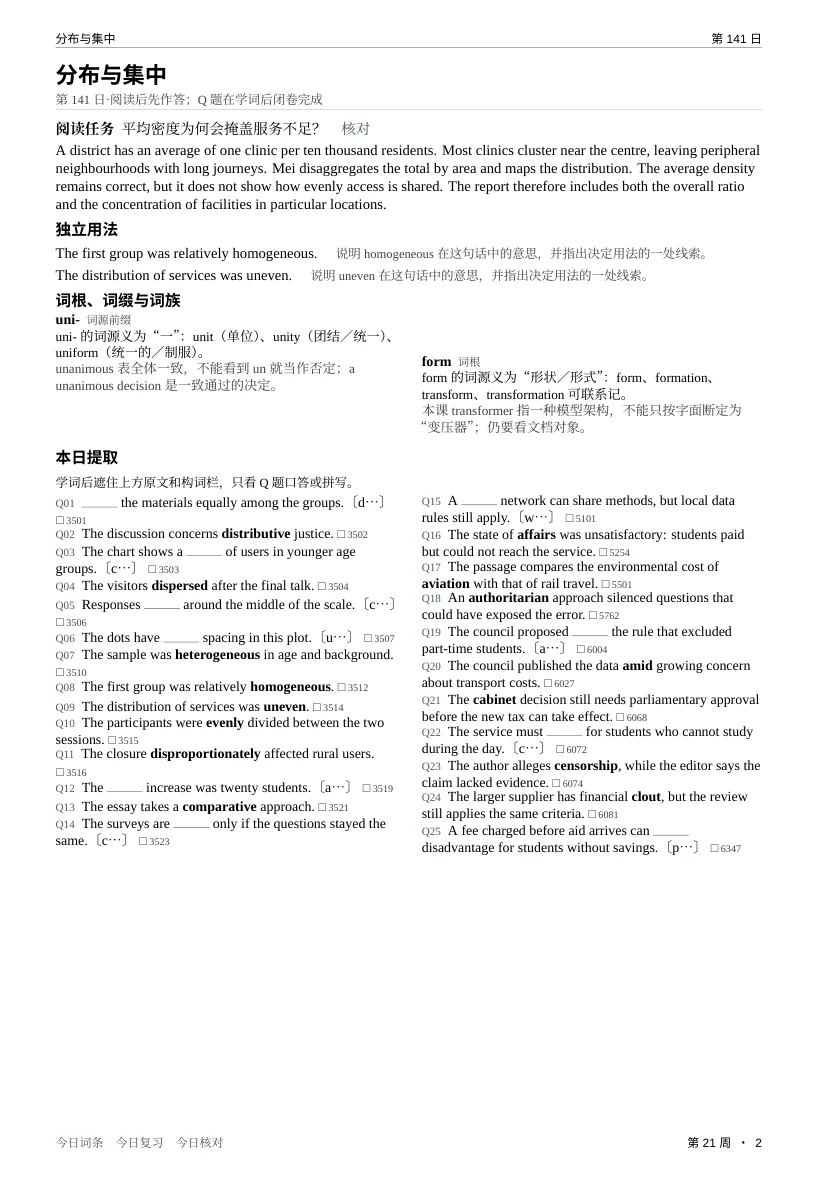 分布与集中
第 141 日
分布与集中
第 141 日·阅读后先作答；Q 题在学词后闭卷完成
阅读任务 平均密度为何会掩盖服务不足？ 核对
A district has an average of one clinic per ten thousand residents. Most clinics cluster near the centre, leaving peripheral
neighbourhoods with long journeys. Mei disaggregates the total by area and maps the distribution. The average density
remains correct, but it does not show how evenly access is shared. The report therefore includes both the overall ratio
and the concentration of facilities in particular locations.
独立用法
The first group was relatively homogeneous. 说明 homogeneous 在这句话中的意思，并指出决定用法的一处线索。
The distribution of services was uneven. 说明 uneven 在这句话中的意思，并指出决定用法的一处线索。
词根、词缀与词族
uni- 词源前缀
uni- 的词源义为“一”：unit（单位）、unity（团结／统一）、
uniform（统一的／制服）。
unanimous 表全体一致，不能看到 un 就当作否定；a
unanimous decision 是一致通过的决定。
form 词根
form 的词源义为“形状／形式”：form、formation、
transform、transformation 可联系记。
本课 transformer 指一种模型架构，不能只按字面断定为
“变压器”；仍要看文档对象。
本日提取
学词后遮住上方原文和构词栏，只看 Q 题口答或拼写。
Q01 _____ the materials equally among the groups.〔d···〕
□ 3501
Q02 The discussion concerns distributive justice. □ 3502
Q03 The chart shows a _____ of users in younger age
groups.〔c···〕 □ 3503
Q04 The visitors dispersed after the final talk. □ 3504
Q05 Responses _____ around the middle of the scale.〔c···〕
□ 3506
Q06 The dots have _____ spacing in this plot.〔u···〕 □ 3507
Q07 The sample was heterogeneous in age and background.
□ 3510
Q08 The first group was relatively homogeneous. □ 3512
Q09 The distribution of services was uneven. □ 3514
Q10 The participants were evenly divided between the two
sessions. □ 3515
Q11 The closure disproportionately affected rural users.
□ 3516
Q12 The _____ increase was twenty students.〔a···〕 □ 3519
Q13 The essay takes a comparative approach. □ 3521
Q14 The surveys are _____ only if the questions stayed the
same.〔c···〕 □ 3523
Q15 A _____ network can share methods, but local data
rules still apply.〔w···〕 □ 5101
Q16 The state of affairs was unsatisfactory: students paid
but could not reach the service. □ 5254
Q17 The passage compares the environmental cost of
aviation with that of rail travel. □ 5501
Q18 An authoritarian approach silenced questions that
could have exposed the error. □ 5762
Q19 The council proposed _____ the rule that excluded
part-time students.〔a···〕 □ 6004
Q20 The council published the data amid growing concern
about transport costs. □ 6027
Q21 The cabinet decision still needs parliamentary approval
before the new tax can take effect. □ 6068
Q22 The service must _____ for students who cannot study
during the day.〔c···〕 □ 6072
Q23 The author alleges censorship, while the editor says the
claim lacked evidence. □ 6074
Q24 The larger supplier has financial clout, but the review
still applies the same criteria. □ 6081
Q25 A fee charged before aid arrives can _____
disadvantage for students without savings.〔p···〕 □ 6347
今日词条 今日复习 今日核对
第 21 周 · 2